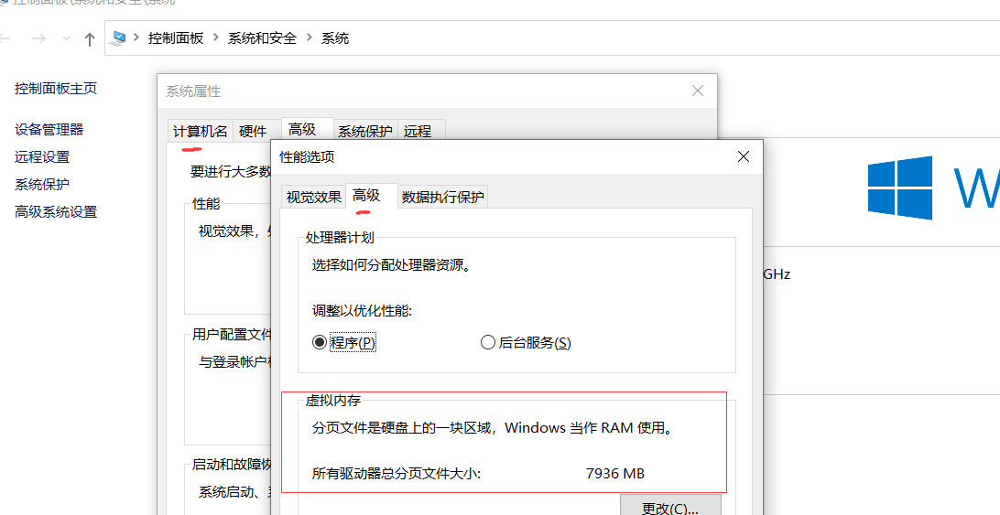 控制面板\系统和安全\系统
控制面板 > 系统和安全 > 系统
控制面板主页
设备管理器
远程设置
系统保护
高级系统设置
系统属性
计算机名 硬件 高级 系统保护 远程
要进行大多数
性能
视觉效果，
用户配置文件
与登录帐户
启动和故障恢
系统启动、
性能选项
视觉效果 高级 数据执行保护
处理器计划
选择如何分配处理器资源。
调整以优化性能:
程序(P) 后台服务(S)
虚拟内存
分页文件是硬盘上的一块区域，Windows 当作 RAM 使用。
所有驱动器总分页文件大小: 7936 MB
更改(C)...
W
GHz